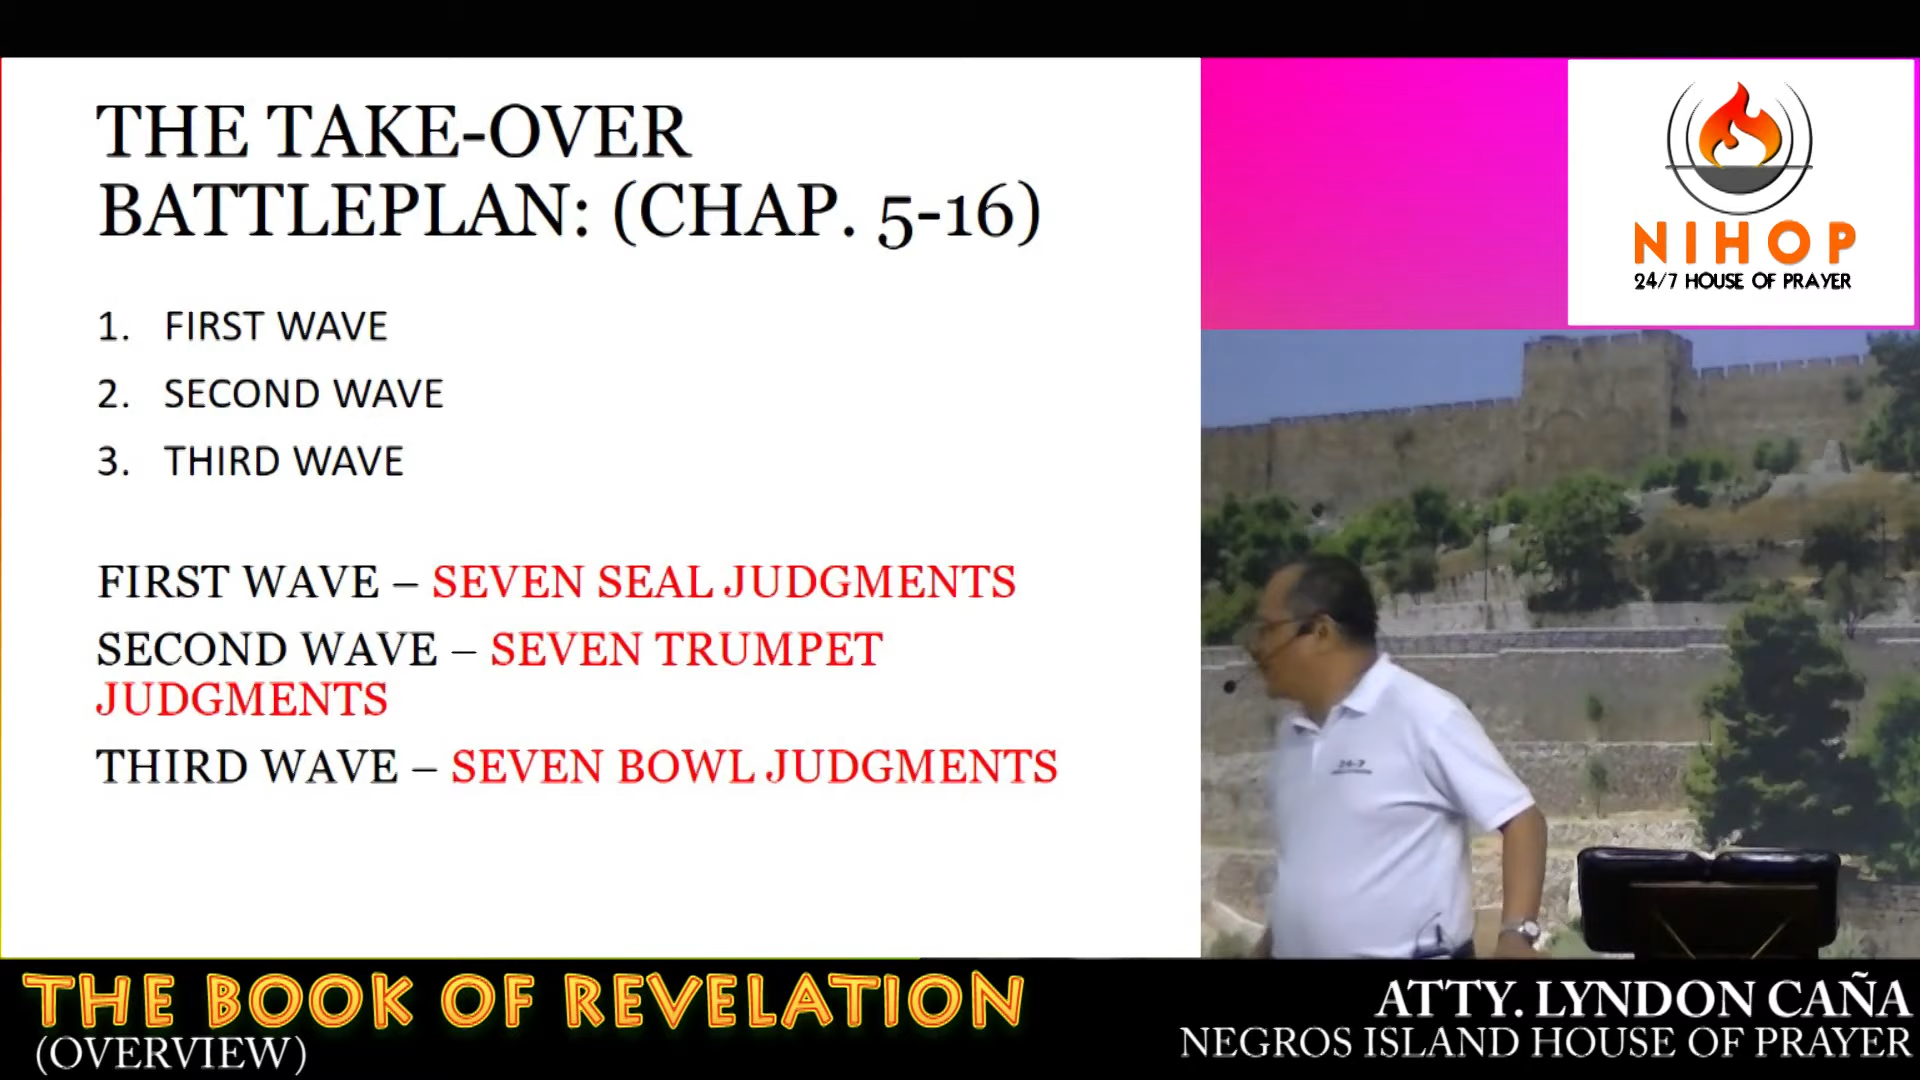 THE TAKE-OVER
BATTLEPLAN: (CHAP. 5-16)
1. FIRST WAVE
2. SECOND WAVE
3. THIRD WAVE
FIRST WAVE – SEVEN SEAL JUDGMENTS
SECOND WAVE – SEVEN TRUMPET
JUDGMENTS
THIRD WAVE – SEVEN BOWL JUDGMENTS
NIHOP
24/7 HOUSE OF PRAYER
24-7
THE BOOK OF REVELATION
(OVERVIEW)
ATTY. LYNDON CAÑA
NEGROS ISLAND HOUSE OF PRAYER